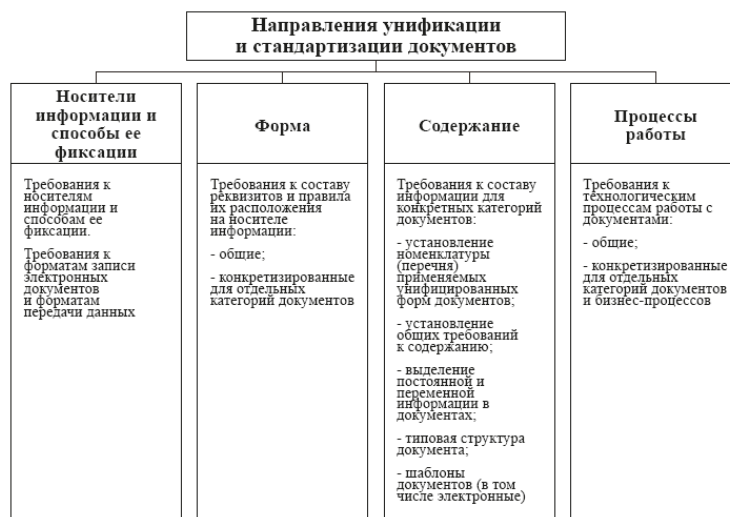 Направления унификации
и стандартизации документов
Носители
информации и
способы ее
фиксации
Требования к
носителям
информации и
способам ее
фиксации.
Требования к
форматам записи
электронных
документов
и форматам
передачи данных
Форма
Требования к составу
реквизитов и правила
их расположения
на носителе
информации:
- общие;
- конкретизированные
для отдельных
категорий документов
Содержание
Требования к составу
информации для
конкретных категорий
документов:
- установление
номенклатуры
(перечня)
применяемых
унифицированных
форм документов;
- установление
общих требований
к содержанию;
- выделение
постоянной и
переменной
информации в
документах;
- типовая структура
документа;
- шаблоны
документов (в том
числе электронные)
Процессы
работы
Требования к
технологическим
процессам работы с
документами:
- общие;
- конкретизированные
для отдельных
категорий документов
и бизнес-процессов